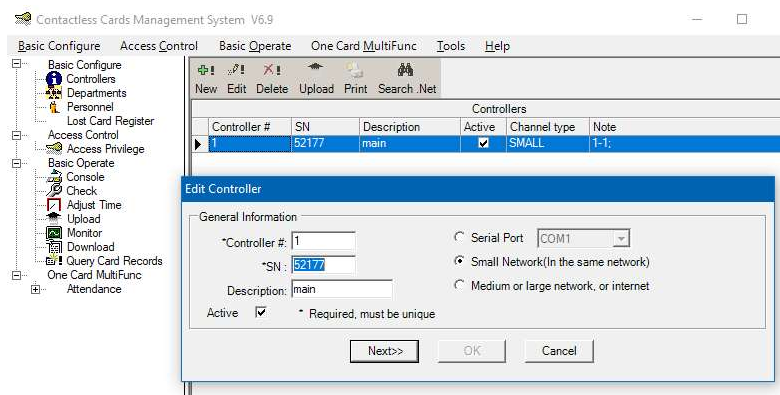 Contactless Cards Management System V6.9
Basic Configure Access Control Basic Operate One Card MultiFunc Tools Help
Basic Configure
Controllers
Departments
Personnel
Lost Card Register
Access Control
Access Privilege
Basic Operate
Console
Check
Adjust Time
Upload
Monitor
Download
Query Card Records
One Card MultiFunc
Attendance
New Edit Delete Upload Print Search .Net
Controllers
Controller # SN Description Active Channel type Note
1 52177 main SMALL 1-1;
Edit Controller
General Information
*Controller #: 1
*SN : 52177
Description: main
Active * Required, must be unique
Serial Port COM1
Small Network(In the same network)
Medium or large network, or internet
Next>> OK Cancel